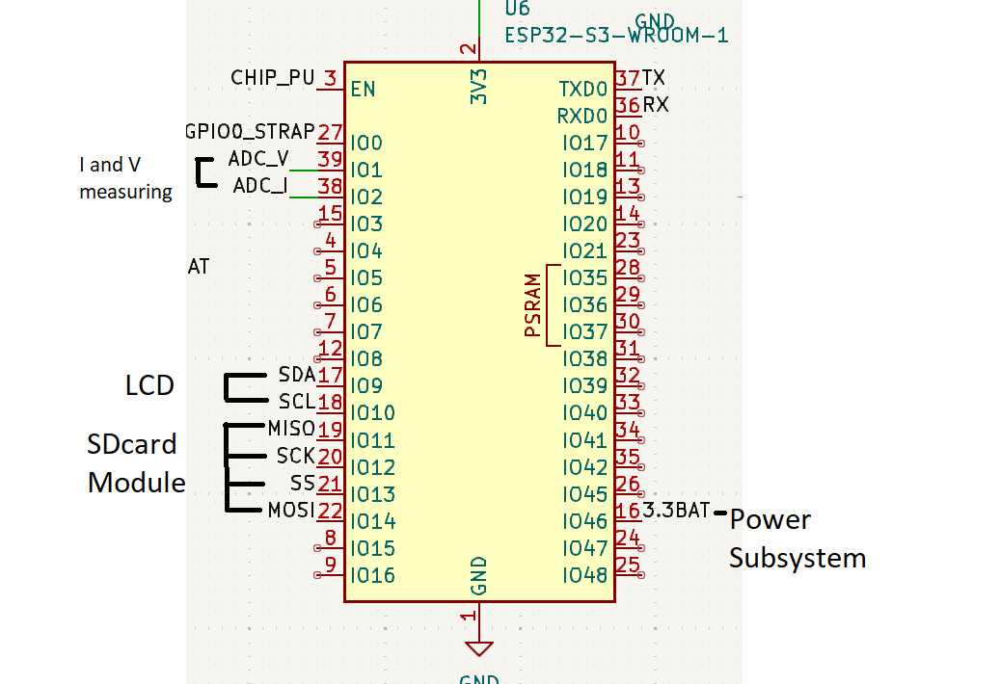 U6
GND
ESP32-S3-WROOM-1
2
CHIP_PU 3 EN 3V3 TXD0 37 TX
RXD0 36 RX
GPIO0_STRAP 27 IO0 IO17 10
I and V
measuring
ADC_V 39 IO1 IO18 11
ADC_I 38 IO2 IO19 13
15 IO3 IO20 14
4 IO4 IO21 23
AT
5 IO5 IO35 28
6 IO6 IO36 29
PSRAM
7 IO7 IO37 30
12 IO8 IO38 31
LCD
SDA 17 IO9 IO39 32
SCL 18 IO10 IO40 33
SDcard
Module
MISO 19 IO11 IO41 34
SCK 20 IO12 IO42 35
SS 21 IO13 IO45 26
MOSI 22 IO14 IO46 16 3.3BAT
Power
Subsystem
8 IO15 IO47 24
9 IO16 IO48 25
GND
1
GND